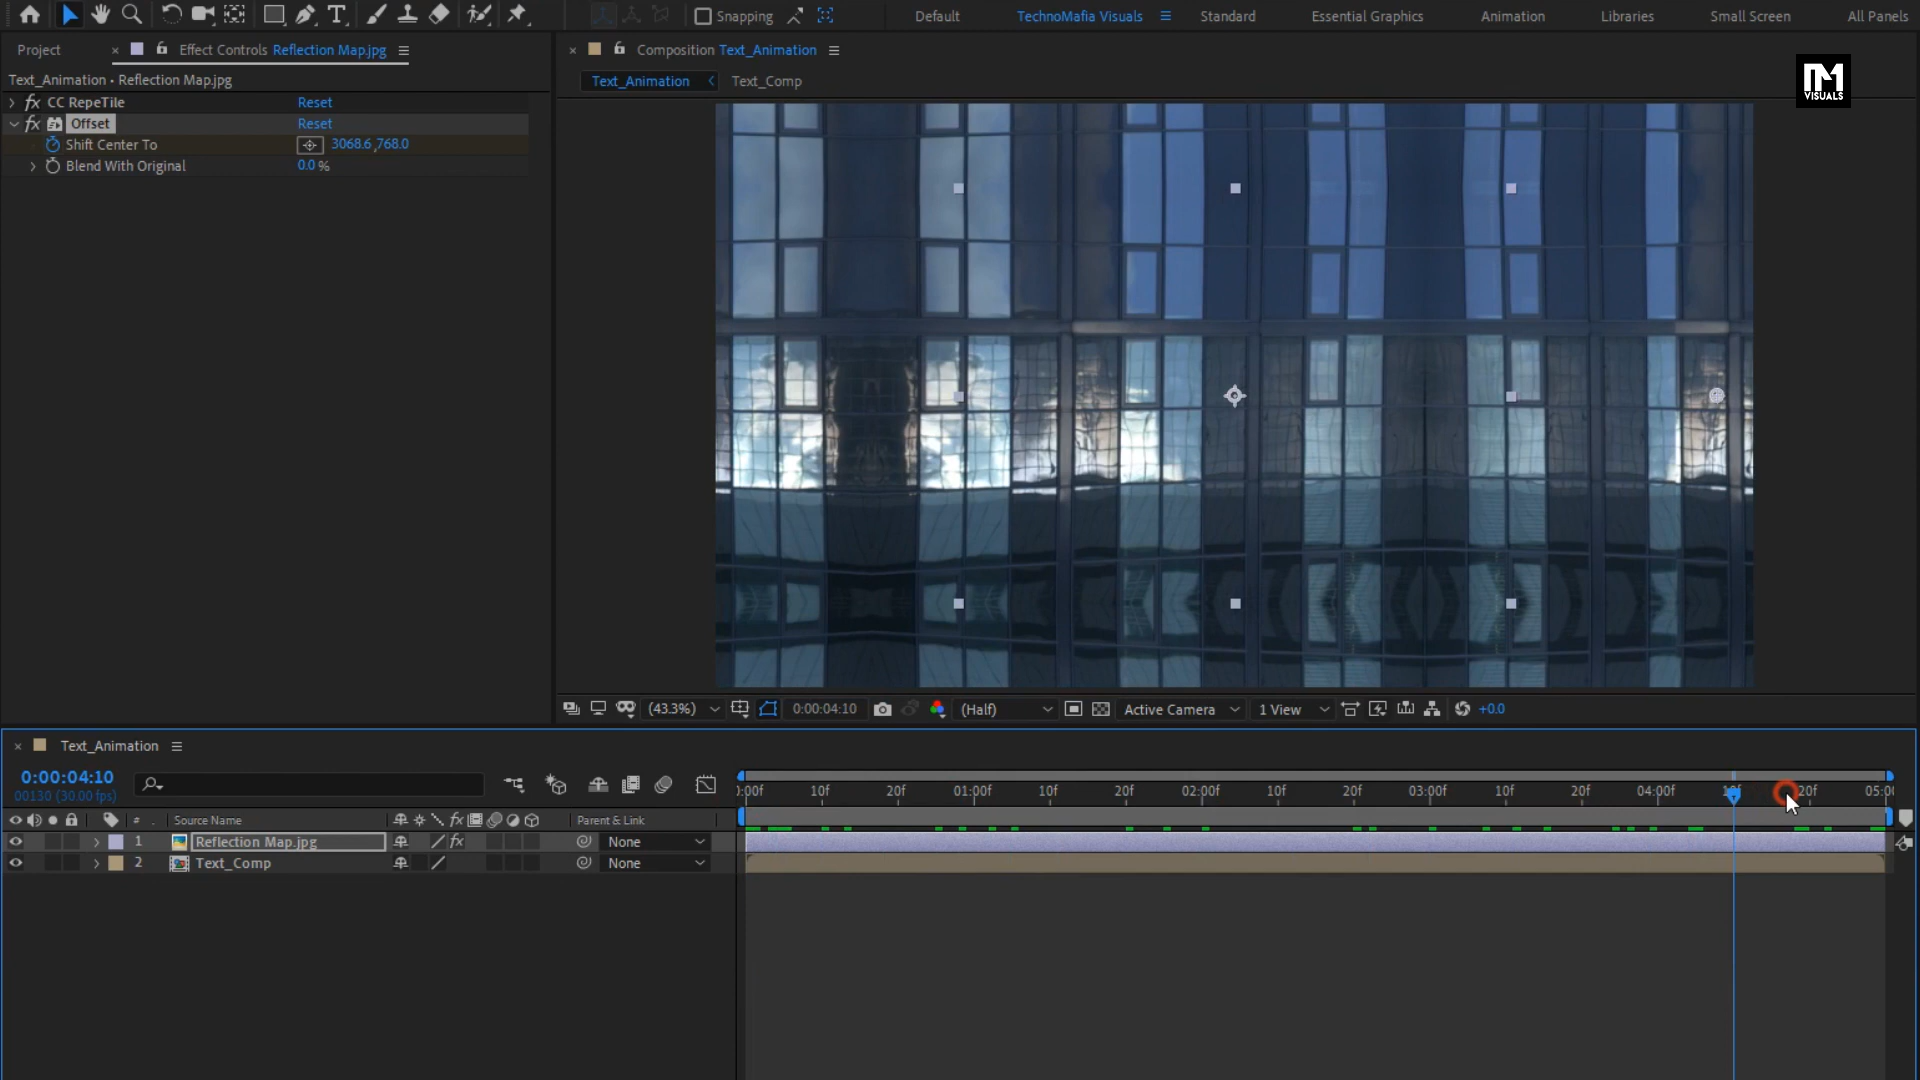 Snapping
Default
TechnoMafia Visuals
Standard
Essential Graphics
Animation
Libraries
Small Screen
All Panels
Project
Effect Controls Reflection Map.jpg
Composition Text_Animation
Text_Animation • Reflection Map.jpg
Text_Animation
Text_Comp
VISUALS
fx CC RepeTile Reset
fx Offset Reset
Shift Center To 3068.6,768.0
Blend With Original 0.0 %
(43.3%)
0:00:04:10
(Half)
Active Camera
1 View
+0.0
Text_Animation
0:00:04:10
00130 (30.00 fps)
:00f 10f 20f 01:00f 10f 20f 02:00f 10f 20f 03:00f 10f 20f 04:00f 20f 05:00
# Source Name fx Parent & Link
1 Reflection Map.jpg fx None
2 Text_Comp None